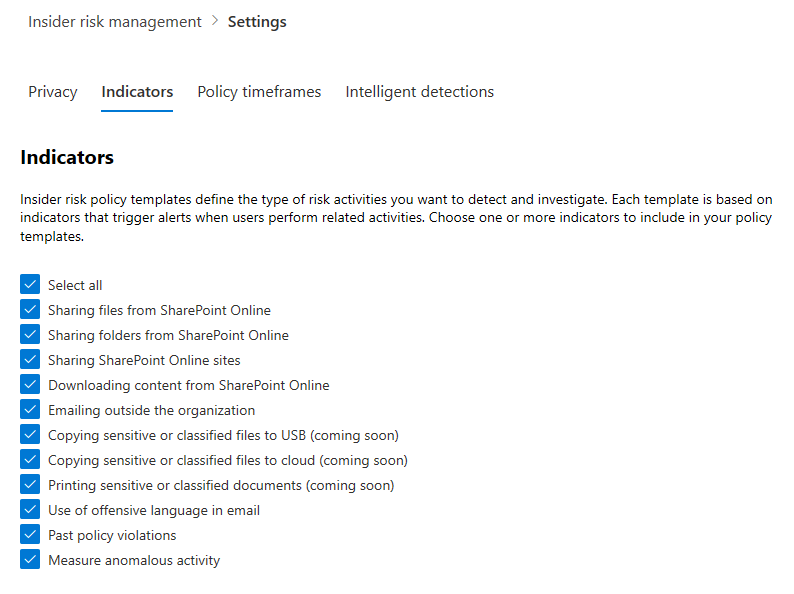 Insider risk management > Settings
Privacy Indicators Policy timeframes Intelligent detections
Indicators
Insider risk policy templates define the type of risk activities you want to detect and investigate. Each template is based on
indicators that trigger alerts when users perform related activities. Choose one or more indicators to include in your policy
templates.
Select all
Sharing files from SharePoint Online
Sharing folders from SharePoint Online
Sharing SharePoint Online sites
Downloading content from SharePoint Online
Emailing outside the organization
Copying sensitive or classified files to USB (coming soon)
Copying sensitive or classified files to cloud (coming soon)
Printing sensitive or classified documents (coming soon)
Use of offensive language in email
Past policy violations
Measure anomalous activity